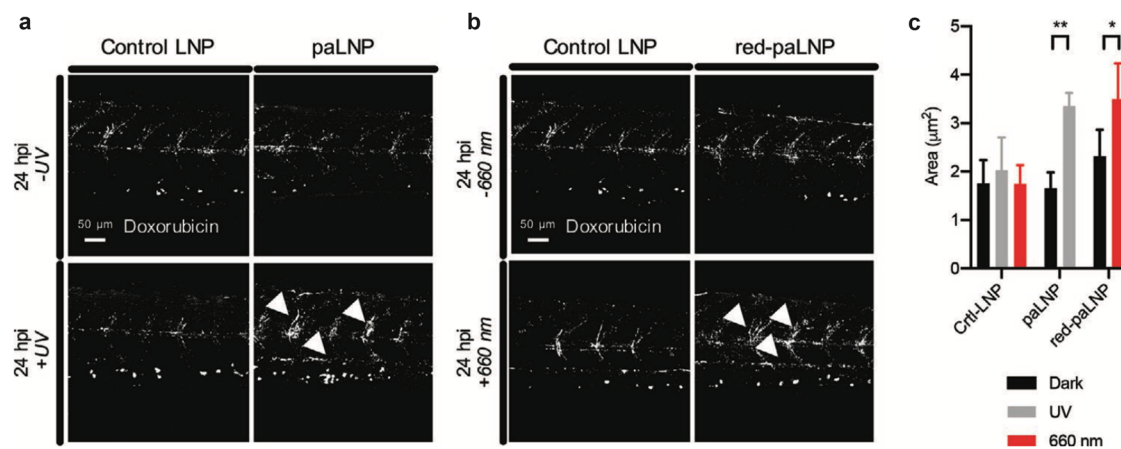 a
Control LNP paLNP
24 hpi
-UV
50 µm Doxorubicin
24 hpi
+UV
b
Control LNP red-paLNP
24 hpi
-660 nm
50 µm Doxorubicin
24 hpi
+660 nm
c
5
4
3
2
1
0
Area (µm²)
** *
Crtl-LNP
paLNP
red-paLNP
Dark
UV
660 nm